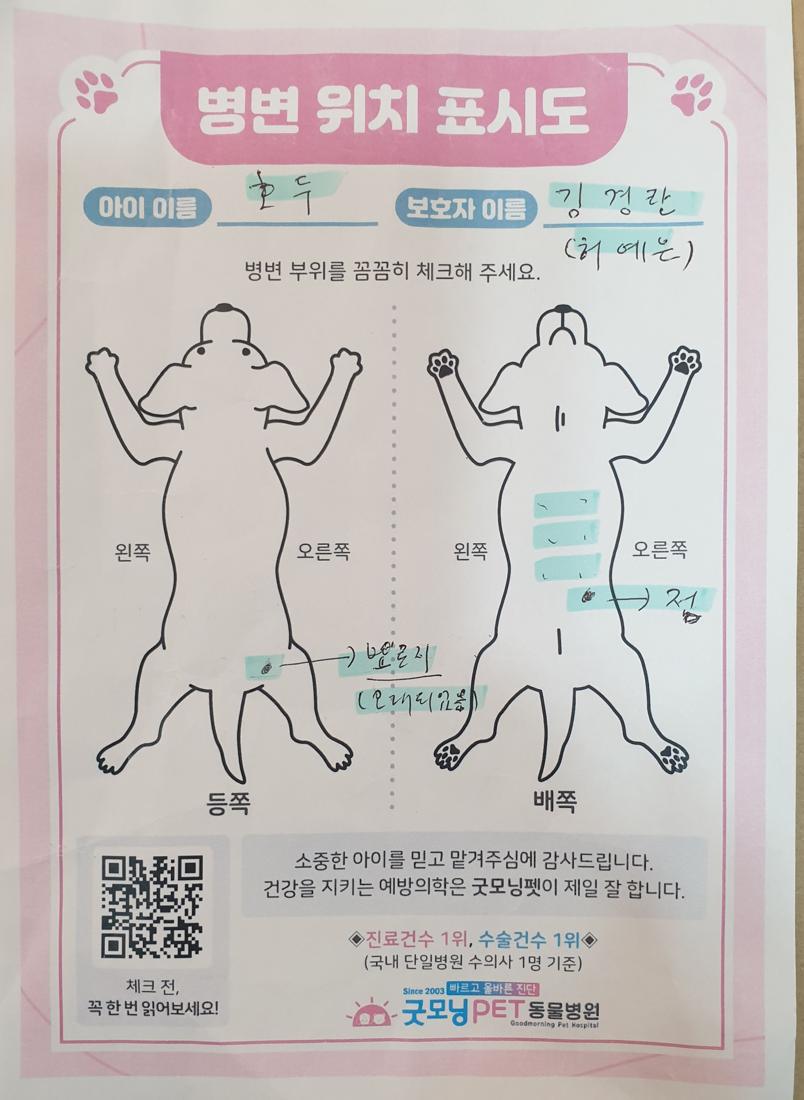 병변 위치 표시도
아이 이름 호두 보호자 이름 김경란
(허예은)
병변 부위를 꼼꼼히 체크해 주세요.
왼쪽 오른쪽 왼쪽 오른쪽
점
뾰로지
(오래되었음)
등쪽 배쪽
소중한 아이를 믿고 맡겨주심에 감사드립니다.
건강을 지키는 예방의학은 굿모닝펫이 제일 잘 합니다.
◈진료건수 1위, 수술건수 1위◈
(국내 단일병원 수의사 1명 기준)
체크 전,
꼭 한 번 읽어보세요!
Since 2003 빠르고 올바른 진단
굿모닝PET동물병원
Goodmorning Pet Hospital